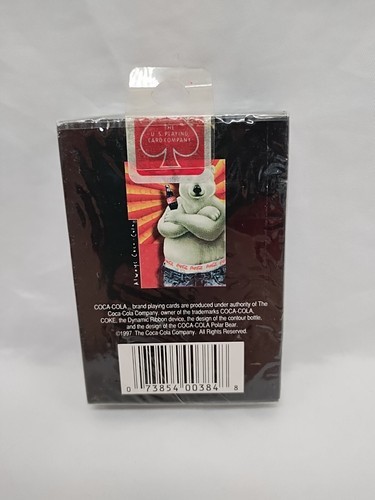 THE
U.S. PLAYING
CARD COMPANY
Always Coca-Cola
COCA-COLA, brand playing cards are produced under authority of The
Coca-Cola Company, owner of the trademarks COCA-COLA,
COKE, the Dynamic Ribbon device, the design of the contour bottle,
and the design of the COCA-COLA Polar Bear.
©1997 The Coca-Cola Company. All Rights Reserved.
0 73854 00384 8